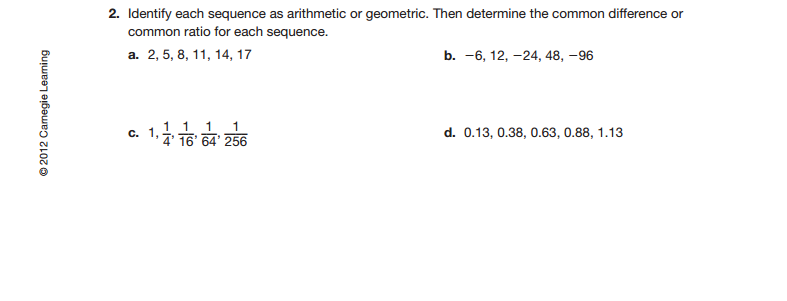 2. Identify each sequence as arithmetic or geometric. Then determine the common difference or
common ratio for each sequence.
a. 2, 5, 8, 11, 14, 17
b. −6, 12, −24, 48, −96
c. 1, 1/4, 1/16, 1/64, 1/256
d. 0.13, 0.38, 0.63, 0.88, 1.13
© 2012 Carnegie Learning